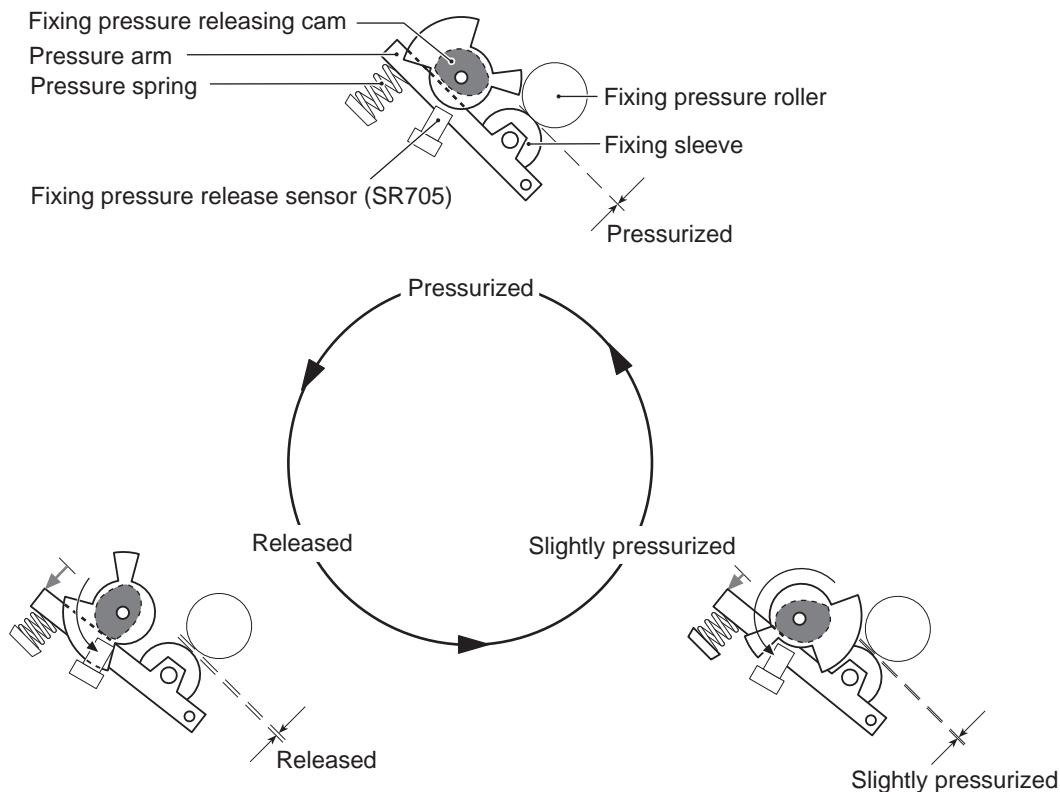 Fixing pressure releasing cam
Pressure arm
Pressure spring
Fixing pressure roller
Fixing sleeve
Fixing pressure release sensor (SR705)
Pressurized
Pressurized
Released
Slightly pressurized
Released
Slightly pressurized